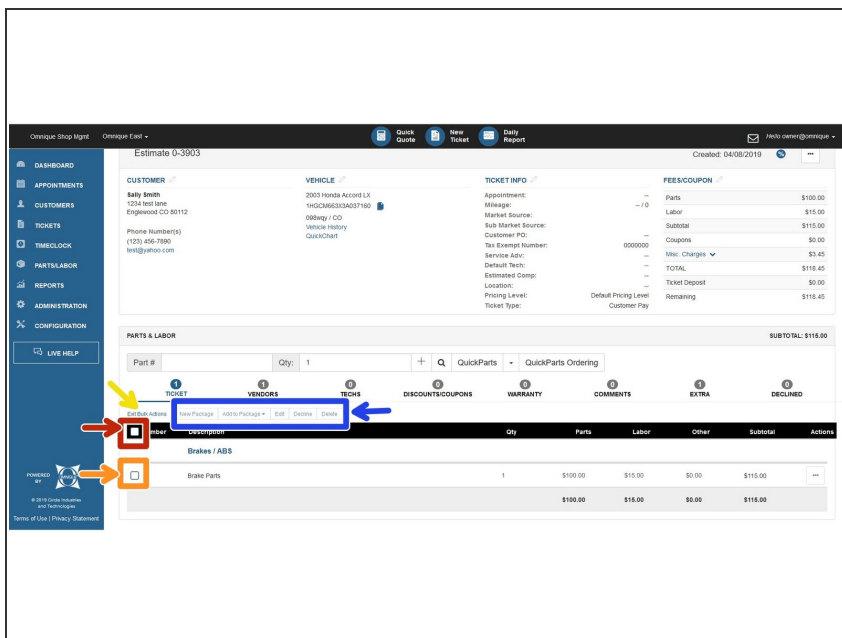 Omnique Shop Mgmt Omnique East
Quick Quote New Ticket Daily Report
Hello owner@omnique
DASHBOARD
APPOINTMENTS
CUSTOMERS
TICKETS
TIMECLOCK
PARTS/LABOR
REPORTS
ADMINISTRATION
CONFIGURATION
LIVE HELP
POWERED BY
© 2019 Circle Industries
and Technologies
Terms of Use | Privacy Statement
Estimate 0-3903
Created: 04/08/2019 % ...
CUSTOMER
Sally Smith
1234 test lane
Englewood CO 80112
Phone Number(s)
(123) 456-7890
test@yahoo.com
VEHICLE
2003 Honda Accord LX
1HGCM663X3A037160
098wqy / CO
Vehicle History
QuickChart
TICKET INFO
Appointment: --
Mileage: -- / 0
Market Source:
Sub Market Source:
Customer PO: --
Tax Exempt Number: 0000000
Service Adv: --
Default Tech: --
Estimated Comp: --
Location: --
Pricing Level: Default Pricing Level
Ticket Type: Customer Pay
FEES/COUPON
Parts $100.00
Labor $15.00
Subtotal $115.00
Coupons $0.00
Misc. Charges $3.45
TOTAL $118.45
Ticket Deposit $0.00
Remaining $118.45
PARTS & LABOR SUBTOTAL: $115.00
Part # Qty: 1 + QuickParts QuickParts Ordering
1 1 0 0 0 0 1 0
TICKET VENDORS TECHS DISCOUNTS/COUPONS WARRANTY COMMENTS EXTRA DECLINED
Exit Bulk Actions New Package Add to Package Edit Decline Delete
mber Description Qty Parts Labor Other Subtotal Actions
Brakes / ABS
Brake Parts 1 $100.00 $15.00 $0.00 $115.00 ...
$100.00 $15.00 $0.00 $115.00